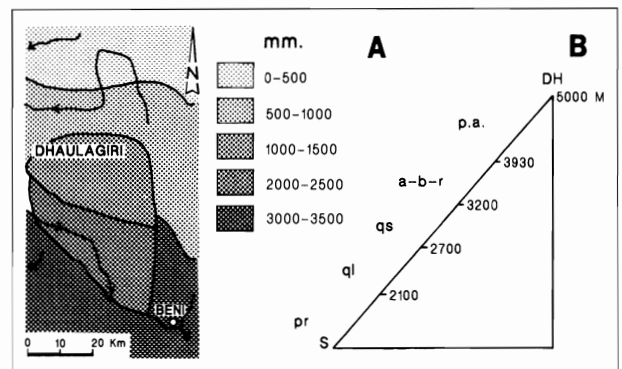 mm.
0-500
500-1000
1000-1500
2000-2500
3000-3500
N
DHAULAGIRI
BENI
0 10 20 Km
A
B
DH
5000 M
p.a.
3930
a-b-r
3200
qs
2700
ql
2100
pr
S